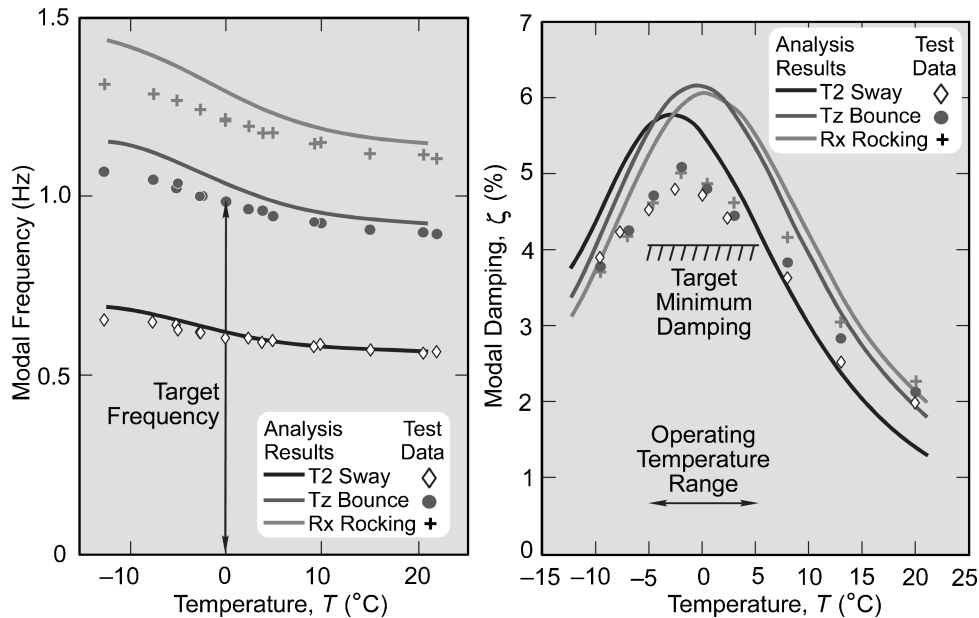 1.5
1.0
0.5
0
Modal Frequency (Hz)
–10
0
10
20
Temperature, T (°C)
Target
Frequency
Analysis Test
Results Data
T2 Sway
Tz Bounce
Rx Rocking
7
6
5
4
3
2
1
0
Modal Damping, ζ (%)
–15
–10
–5
0
5
10
15
20
25
Temperature, T (°C)
Analysis Test
Results Data
T2 Sway
Tz Bounce
Rx Rocking
Target
Minimum
Damping
Operating
Temperature
Range